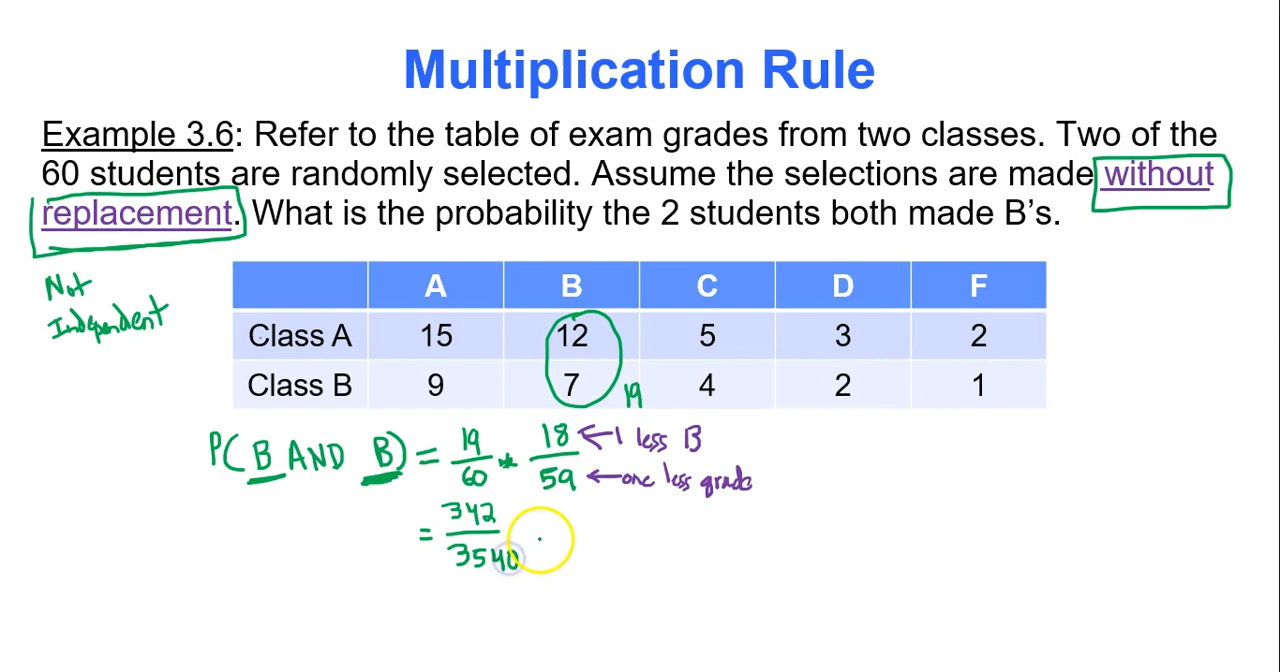 Multiplication Rule
Example 3.6: Refer to the table of exam grades from two classes. Two of the
60 students are randomly selected. Assume the selections are made without
replacement. What is the probability the 2 students both made B's.
Not
Independent
A B C D F
Class A 15 12 5 3 2
Class B 9 7 4 2 1
19
P(B AND B) = 19/60 * 18/59
←1 less B
←one less grade
= 342/3540